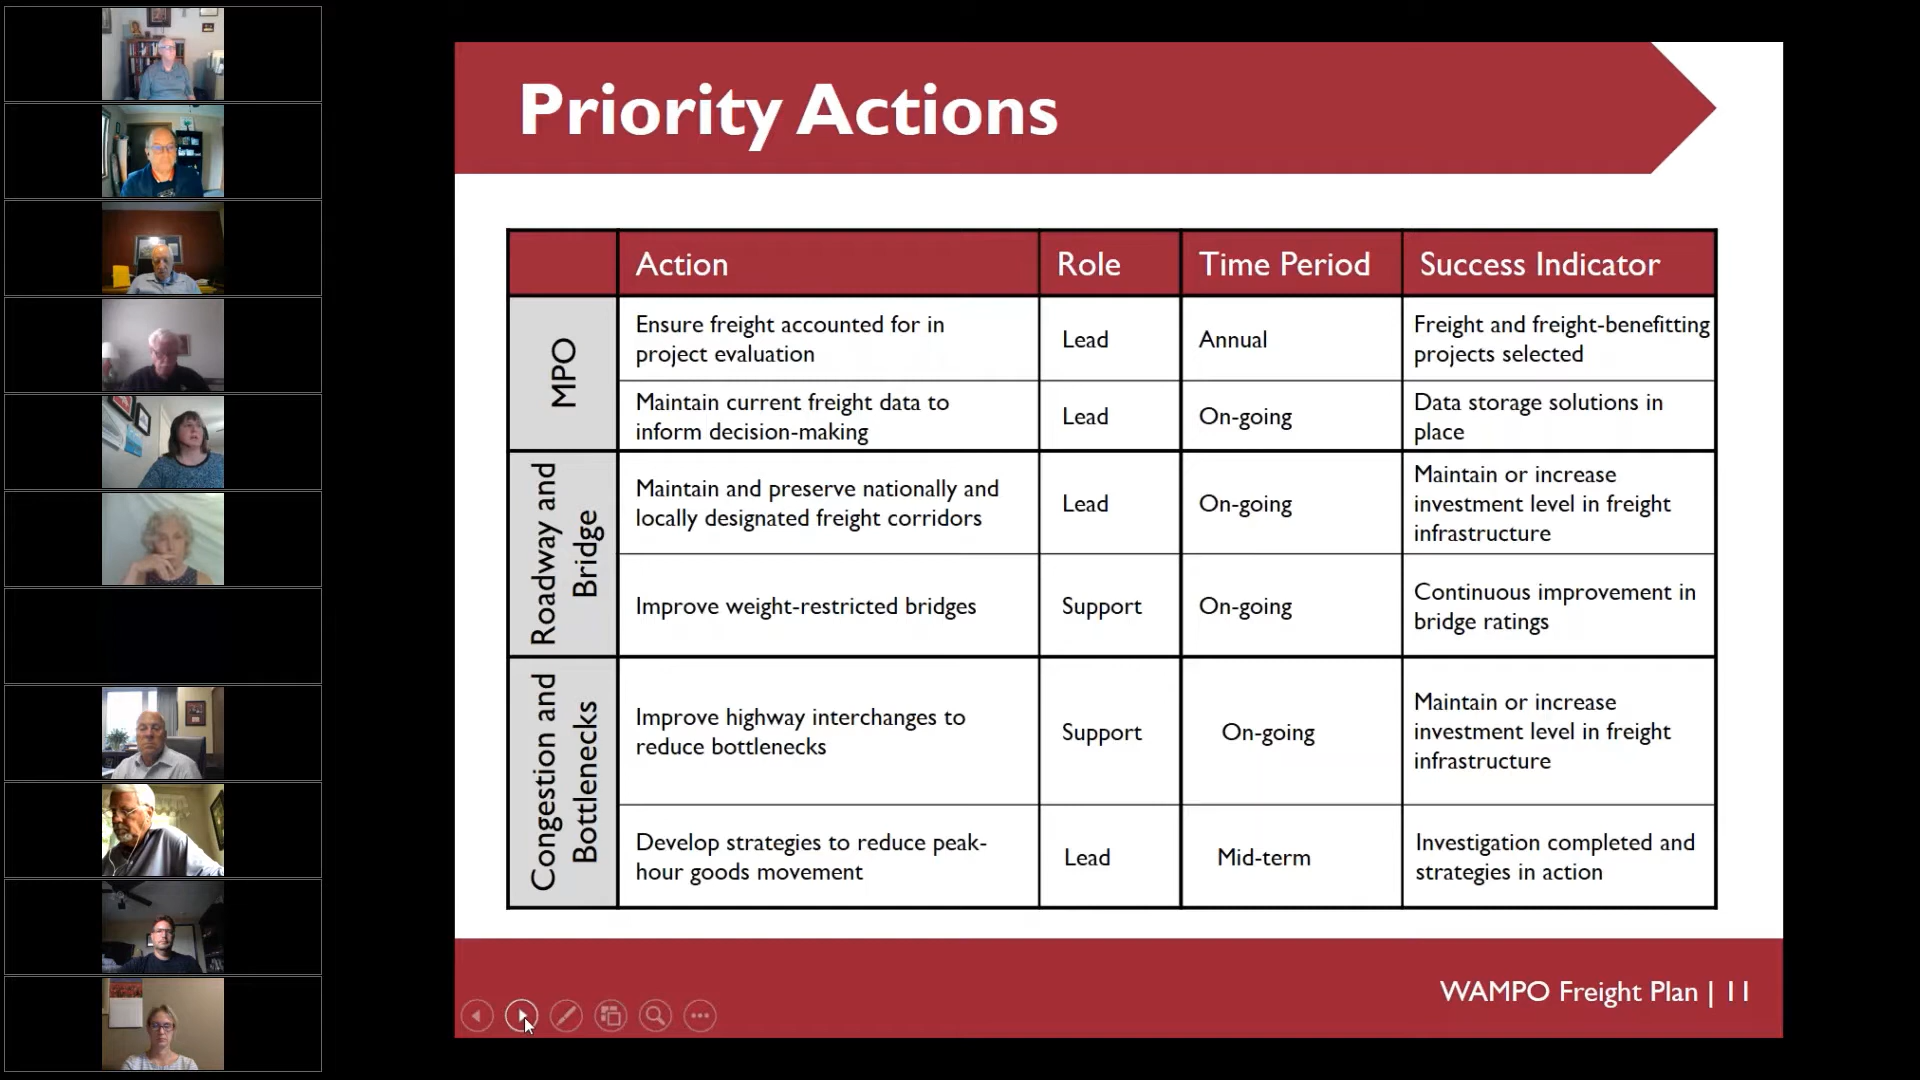 Priority Actions
Action
Role
Time Period
Success Indicator
MPO
Ensure freight accounted for in
project evaluation
Lead
Annual
Freight and freight-benefitting
projects selected
Maintain current freight data to
inform decision-making
Lead
On-going
Data storage solutions in
place
Roadway and
Bridge
Maintain and preserve nationally and
locally designated freight corridors
Lead
On-going
Maintain or increase
investment level in freight
infrastructure
Improve weight-restricted bridges
Support
On-going
Continuous improvement in
bridge ratings
Congestion and
Bottlenecks
Improve highway interchanges to
reduce bottlenecks
Support
On-going
Maintain or increase
investment level in freight
infrastructure
Develop strategies to reduce peak-
hour goods movement
Lead
Mid-term
Investigation completed and
strategies in action
WAMPO Freight Plan | 11